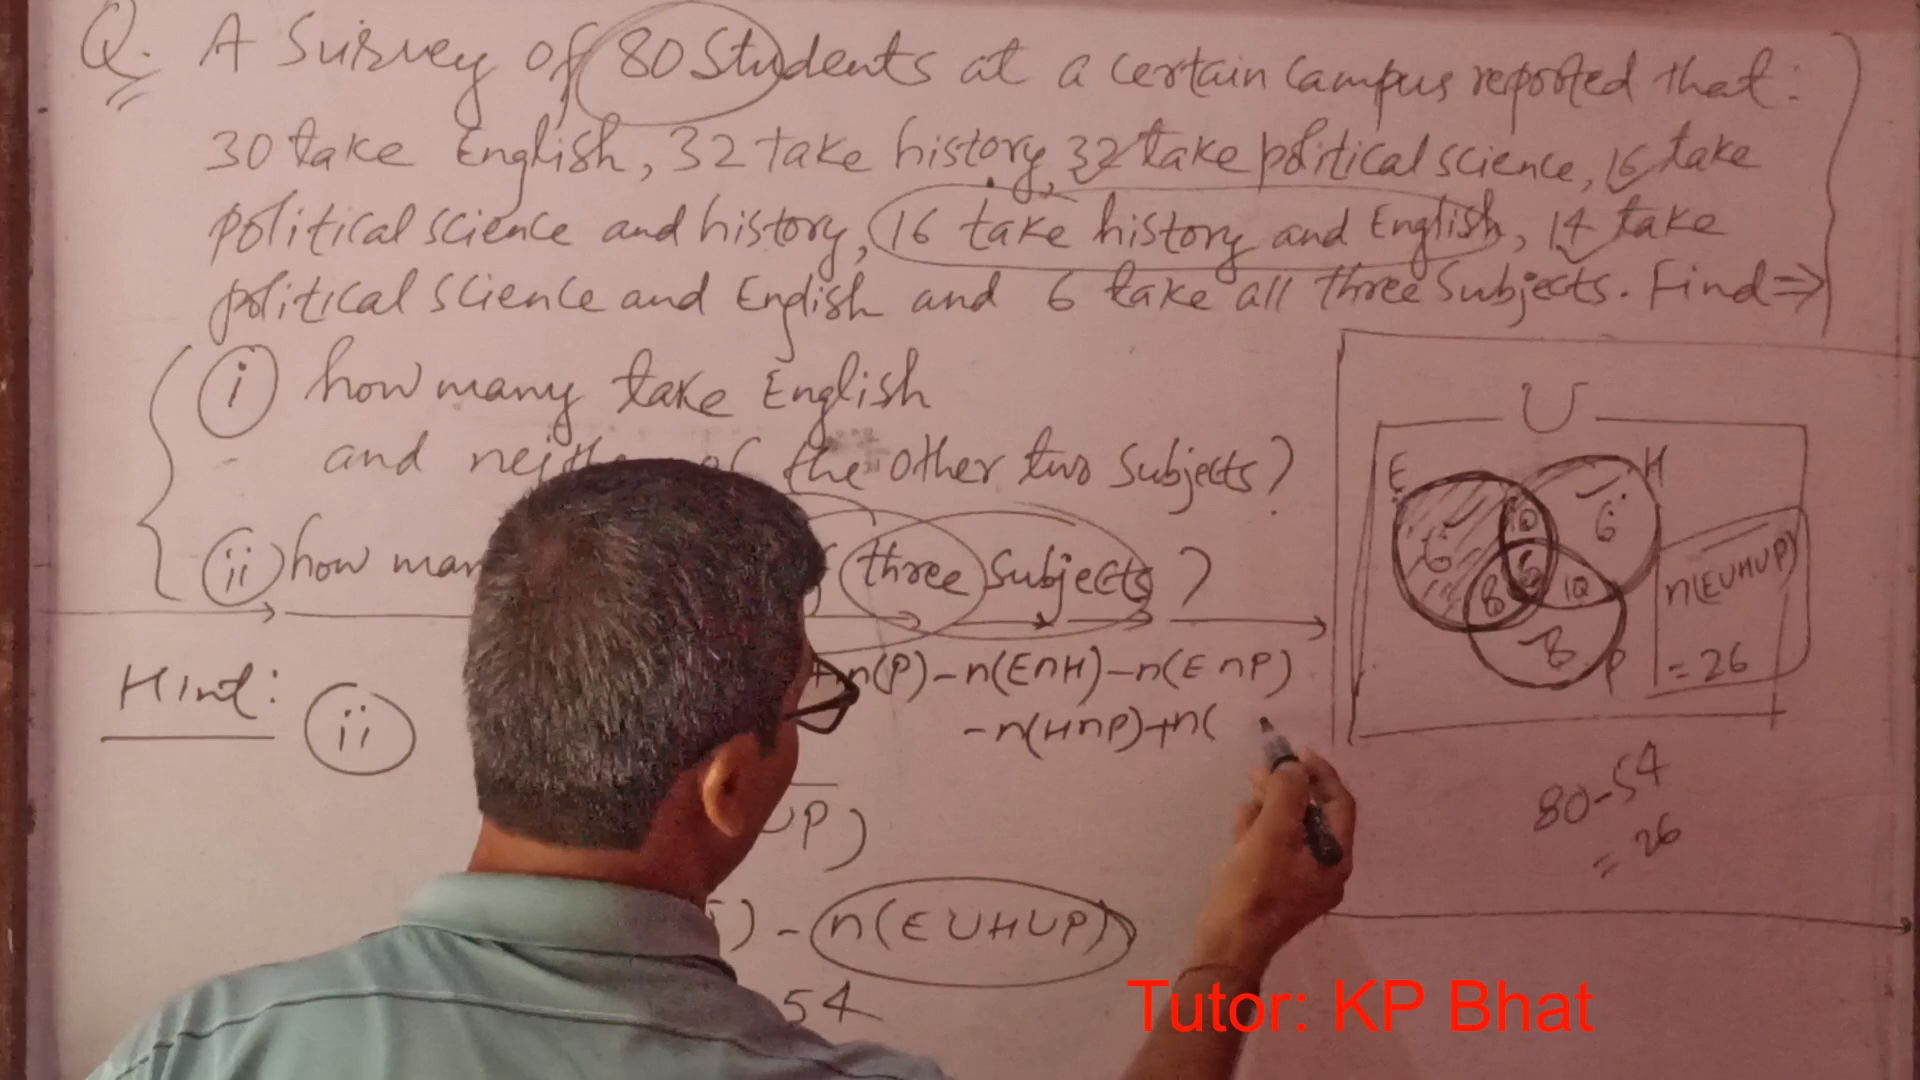 Q. A Survey of 80 Students at a certain Campus reported that:
30 take English, 32 take history, 32 take political science, 16 take
political science and history, 16 take history and English, 14 take
political science and English and 6 take all three Subjects. Find ⇒
i how many take English
and of the other two Subjects?
ii how three Subjects ?
Hint: ii
+ n(P) - n(E∩H) - n(E∩P)
- n(H∩P) + n(
UP)
) - n(EUHUP)
54
U
E H
6 10 6
8 6 10
8
P
n(EUHUP)
= 26
80-54
= 26
Tutor: KP Bhat